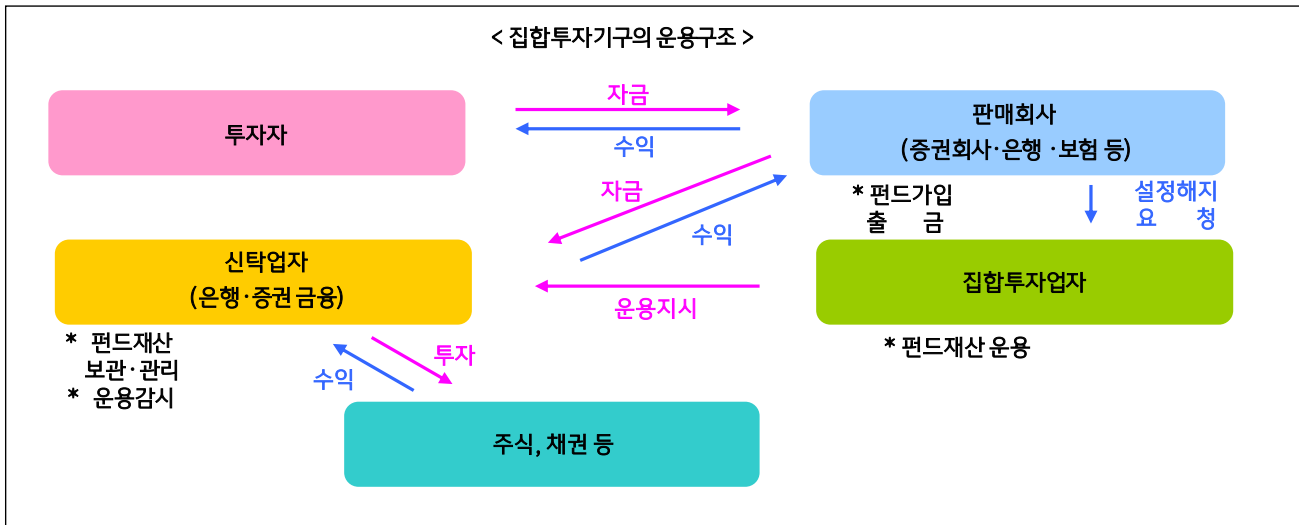 < 집합투자기구의 운용구조 >
투자자
자금
수익
판매회사
(증권회사·은행 ·보험 등)
자금
수익
* 펀드가입
출 금
설정해지
요 청
신탁업자
(은행·증권 금융)
운용지시
집합투자업자
* 펀드재산
보관·관리
* 운용감시
* 펀드재산 운용
수익
투자
주식, 채권 등